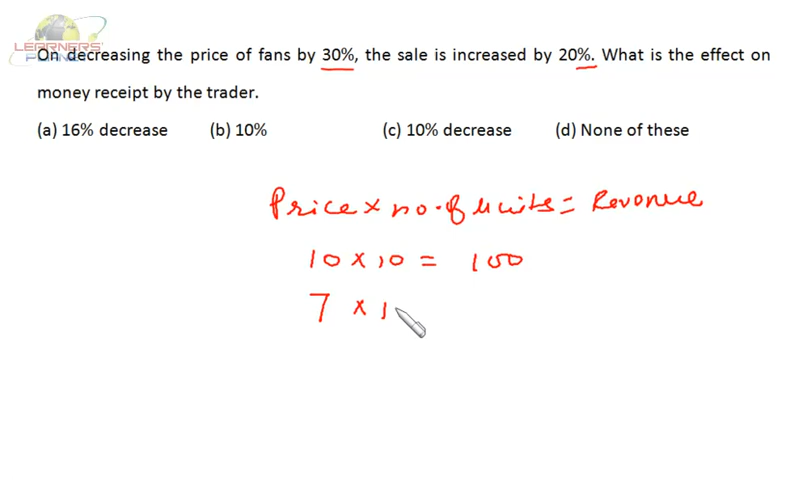 LEARNERS'
PLANET
On decreasing the price of fans by 30%, the sale is increased by 20%. What is the effect on
money receipt by the trader.
(a) 16% decrease (b) 10% (c) 10% decrease (d) None of these
Price x no. of units = Revenue
10 x 10 = 100
7 x 1